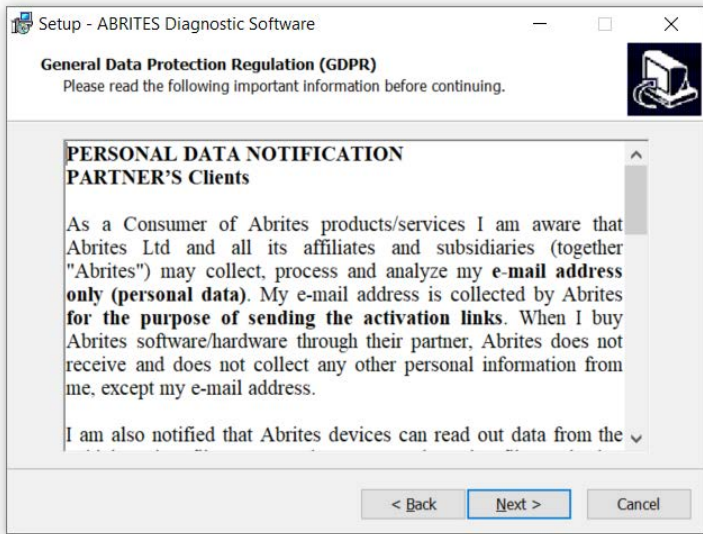 Setup - ABRITES Diagnostic Software
General Data Protection Regulation (GDPR)
Please read the following important information before continuing.
PERSONAL DATA NOTIFICATION
PARTNER'S Clients
As a Consumer of Abrites products/services I am aware that
Abrites Ltd and all its affiliates and subsidiaries (together
"Abrites") may collect, process and analyze my e-mail address
only (personal data). My e-mail address is collected by Abrites
for the purpose of sending the activation links. When I buy
Abrites software/hardware through their partner, Abrites does not
receive and does not collect any other personal information from
me, except my e-mail address.
I am also notified that Abrites devices can read out data from the
< Back
Next >
Cancel